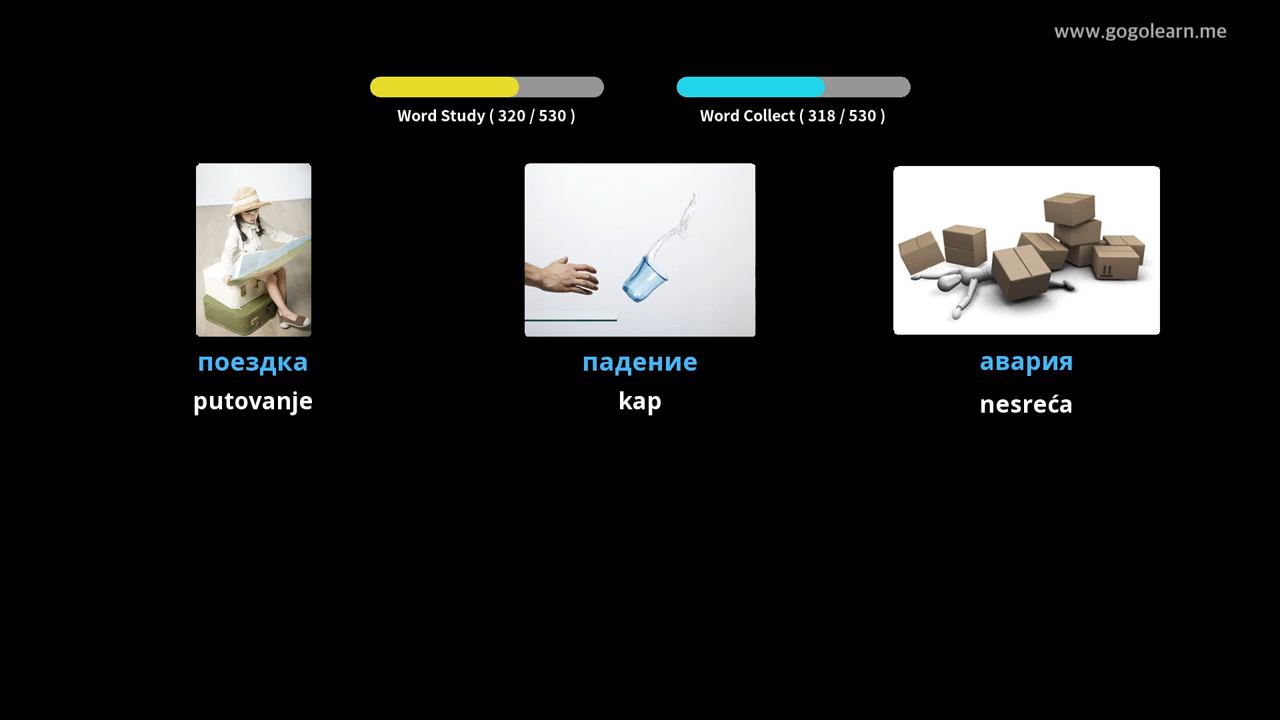 www.gogolearn.me
Word Study ( 320 / 530 )
Word Collect ( 318 / 530 )
поездка
putovanje
падение
kap
авария
nesreća